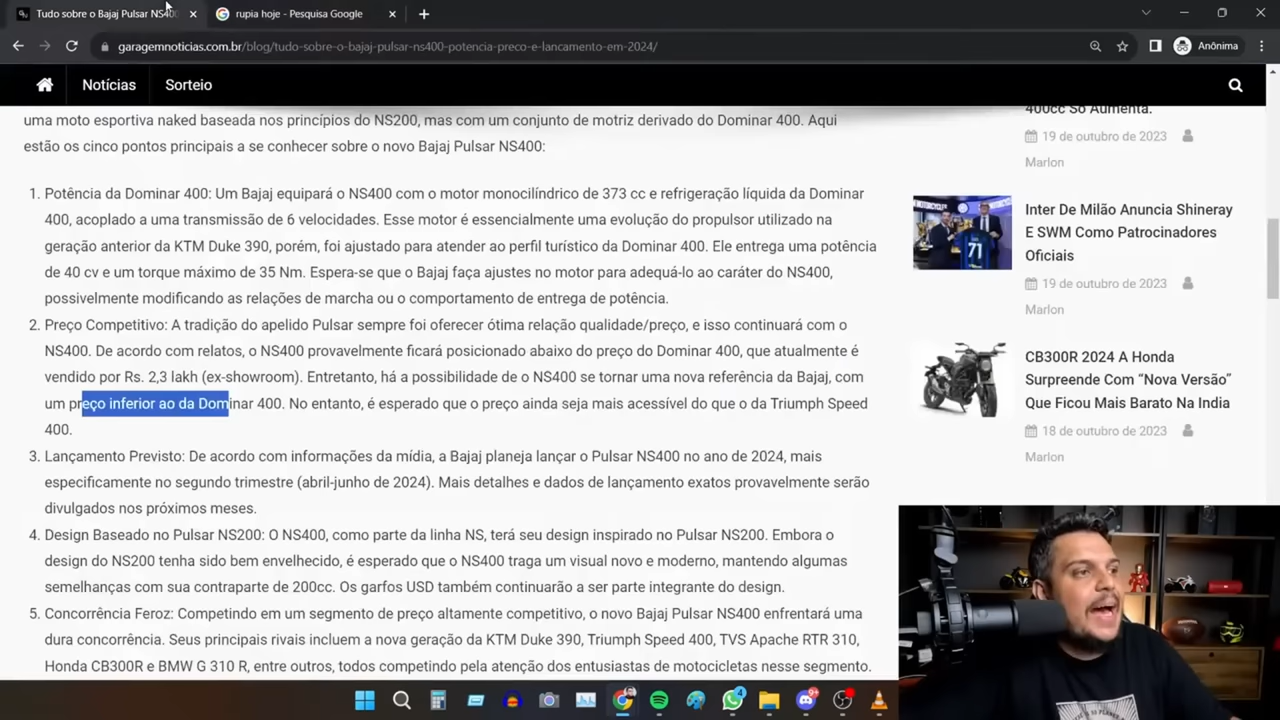 Tudo sobre o Bajaj Pulsar NS400
rupia hoje - Pesquisa Google
garagemnoticias.com.br/blog/tudo-sobre-o-bajaj-pulsar-ns400-potencia-preco-e-lancamento-em-2024/
Anônima
Notícias
Sorteio
uma moto esportiva naked baseada nos princípios do NS200, mas com um conjunto de motriz derivado do Dominar 400. Aqui
estão os cinco pontos principais a se conhecer sobre o novo Bajaj Pulsar NS400:
1. Potência da Dominar 400: Um Bajaj equipará o NS400 com o motor monocilíndrico de 373 cc e refrigeração líquida da Dominar
400, acoplado a uma transmissão de 6 velocidades. Esse motor é essencialmente uma evolução do propulsor utilizado na
geração anterior da KTM Duke 390, porém, foi ajustado para atender ao perfil turístico da Dominar 400. Ele entrega uma potência
de 40 cv e um torque máximo de 35 Nm. Espera-se que o Bajaj faça ajustes no motor para adequá-lo ao caráter do NS400,
possivelmente modificando as relações de marcha ou o comportamento de entrega de potência.
2. Preço Competitivo: A tradição do apelido Pulsar sempre foi oferecer ótima relação qualidade/preço, e isso continuará com o
NS400. De acordo com relatos, o NS400 provavelmente ficará posicionado abaixo do preço do Dominar 400, que atualmente é
vendido por Rs. 2,3 lakh (ex-showroom). Entretanto, há a possibilidade de o NS400 se tornar uma nova referência da Bajaj, com
um preço inferior ao da Dominar 400. No entanto, é esperado que o preço ainda seja mais acessível do que o da Triumph Speed
400.
3. Lançamento Previsto: De acordo com informações da mídia, a Bajaj planeja lançar o Pulsar NS400 no ano de 2024, mais
especificamente no segundo trimestre (abril-junho de 2024). Mais detalhes e dados de lançamento exatos provavelmente serão
divulgados nos próximos meses.
4. Design Baseado no Pulsar NS200: O NS400, como parte da linha NS, terá seu design inspirado no Pulsar NS200. Embora o
design do NS200 tenha sido bem envelhecido, é esperado que o NS400 traga um visual novo e moderno, mantendo algumas
semelhanças com sua contraparte de 200cc. Os garfos USD também continuarão a ser parte integrante do design.
5. Concorrência Feroz: Competindo em um segmento de preço altamente competitivo, o novo Bajaj Pulsar NS400 enfrentará uma
dura concorrência. Seus principais rivais incluem a nova geração da KTM Duke 390, Triumph Speed 400, TVS Apache RTR 310,
Honda CB300R e BMW G 310 R, entre outros, todos competindo pela atenção dos entusiastas de motocicletas nesse segmento.
400cc Só Aumenta.
19 de outubro de 2023
Marlon
Inter De Milão Anuncia Shineray
E SWM Como Patrocinadores
Oficiais
19 de outubro de 2023
Marlon
CB300R 2024 A Honda
Surpreende Com “Nova Versão”
Que Ficou Mais Barato Na India
18 de outubro de 2023
Marlon
71
4